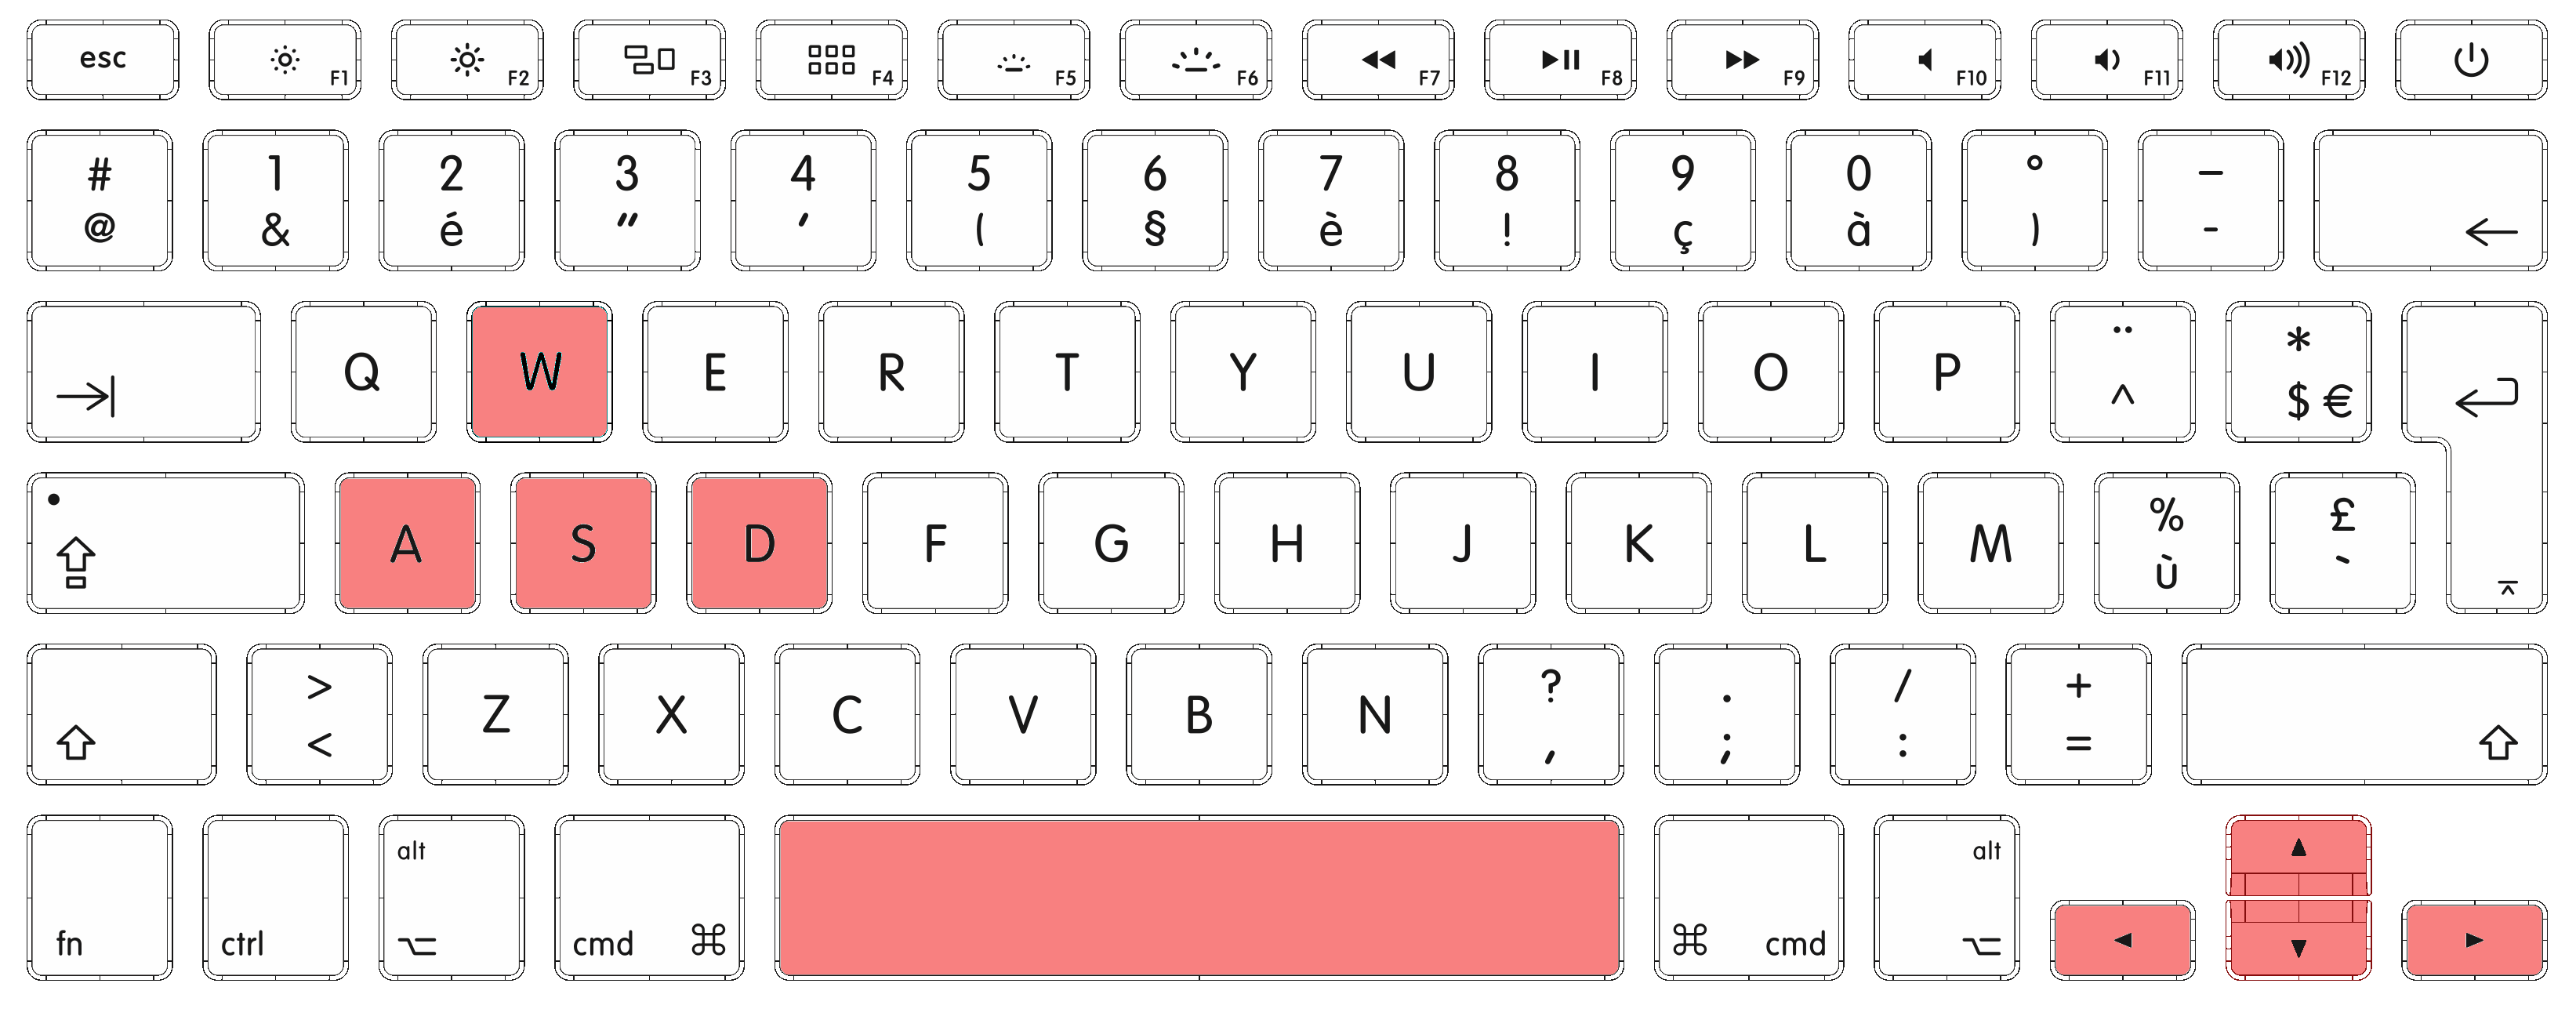 esc F1 F2 F3 F4 F5 F6 F7 F8 F9 F10 F11 F12
# 1 2 3 4 5 6 7 8 9 0 ° _
@ & é " ' ( § è ! ç à ) -
Q W E R T Y U I O P ¨ *
^ $ €
A S D F G H J K L M % £
ù `
> Z X C V B N ? . / +
< , ; : =
alt alt
fn ctrl ⌥ cmd ⌘ ⌘ cmd ⌥